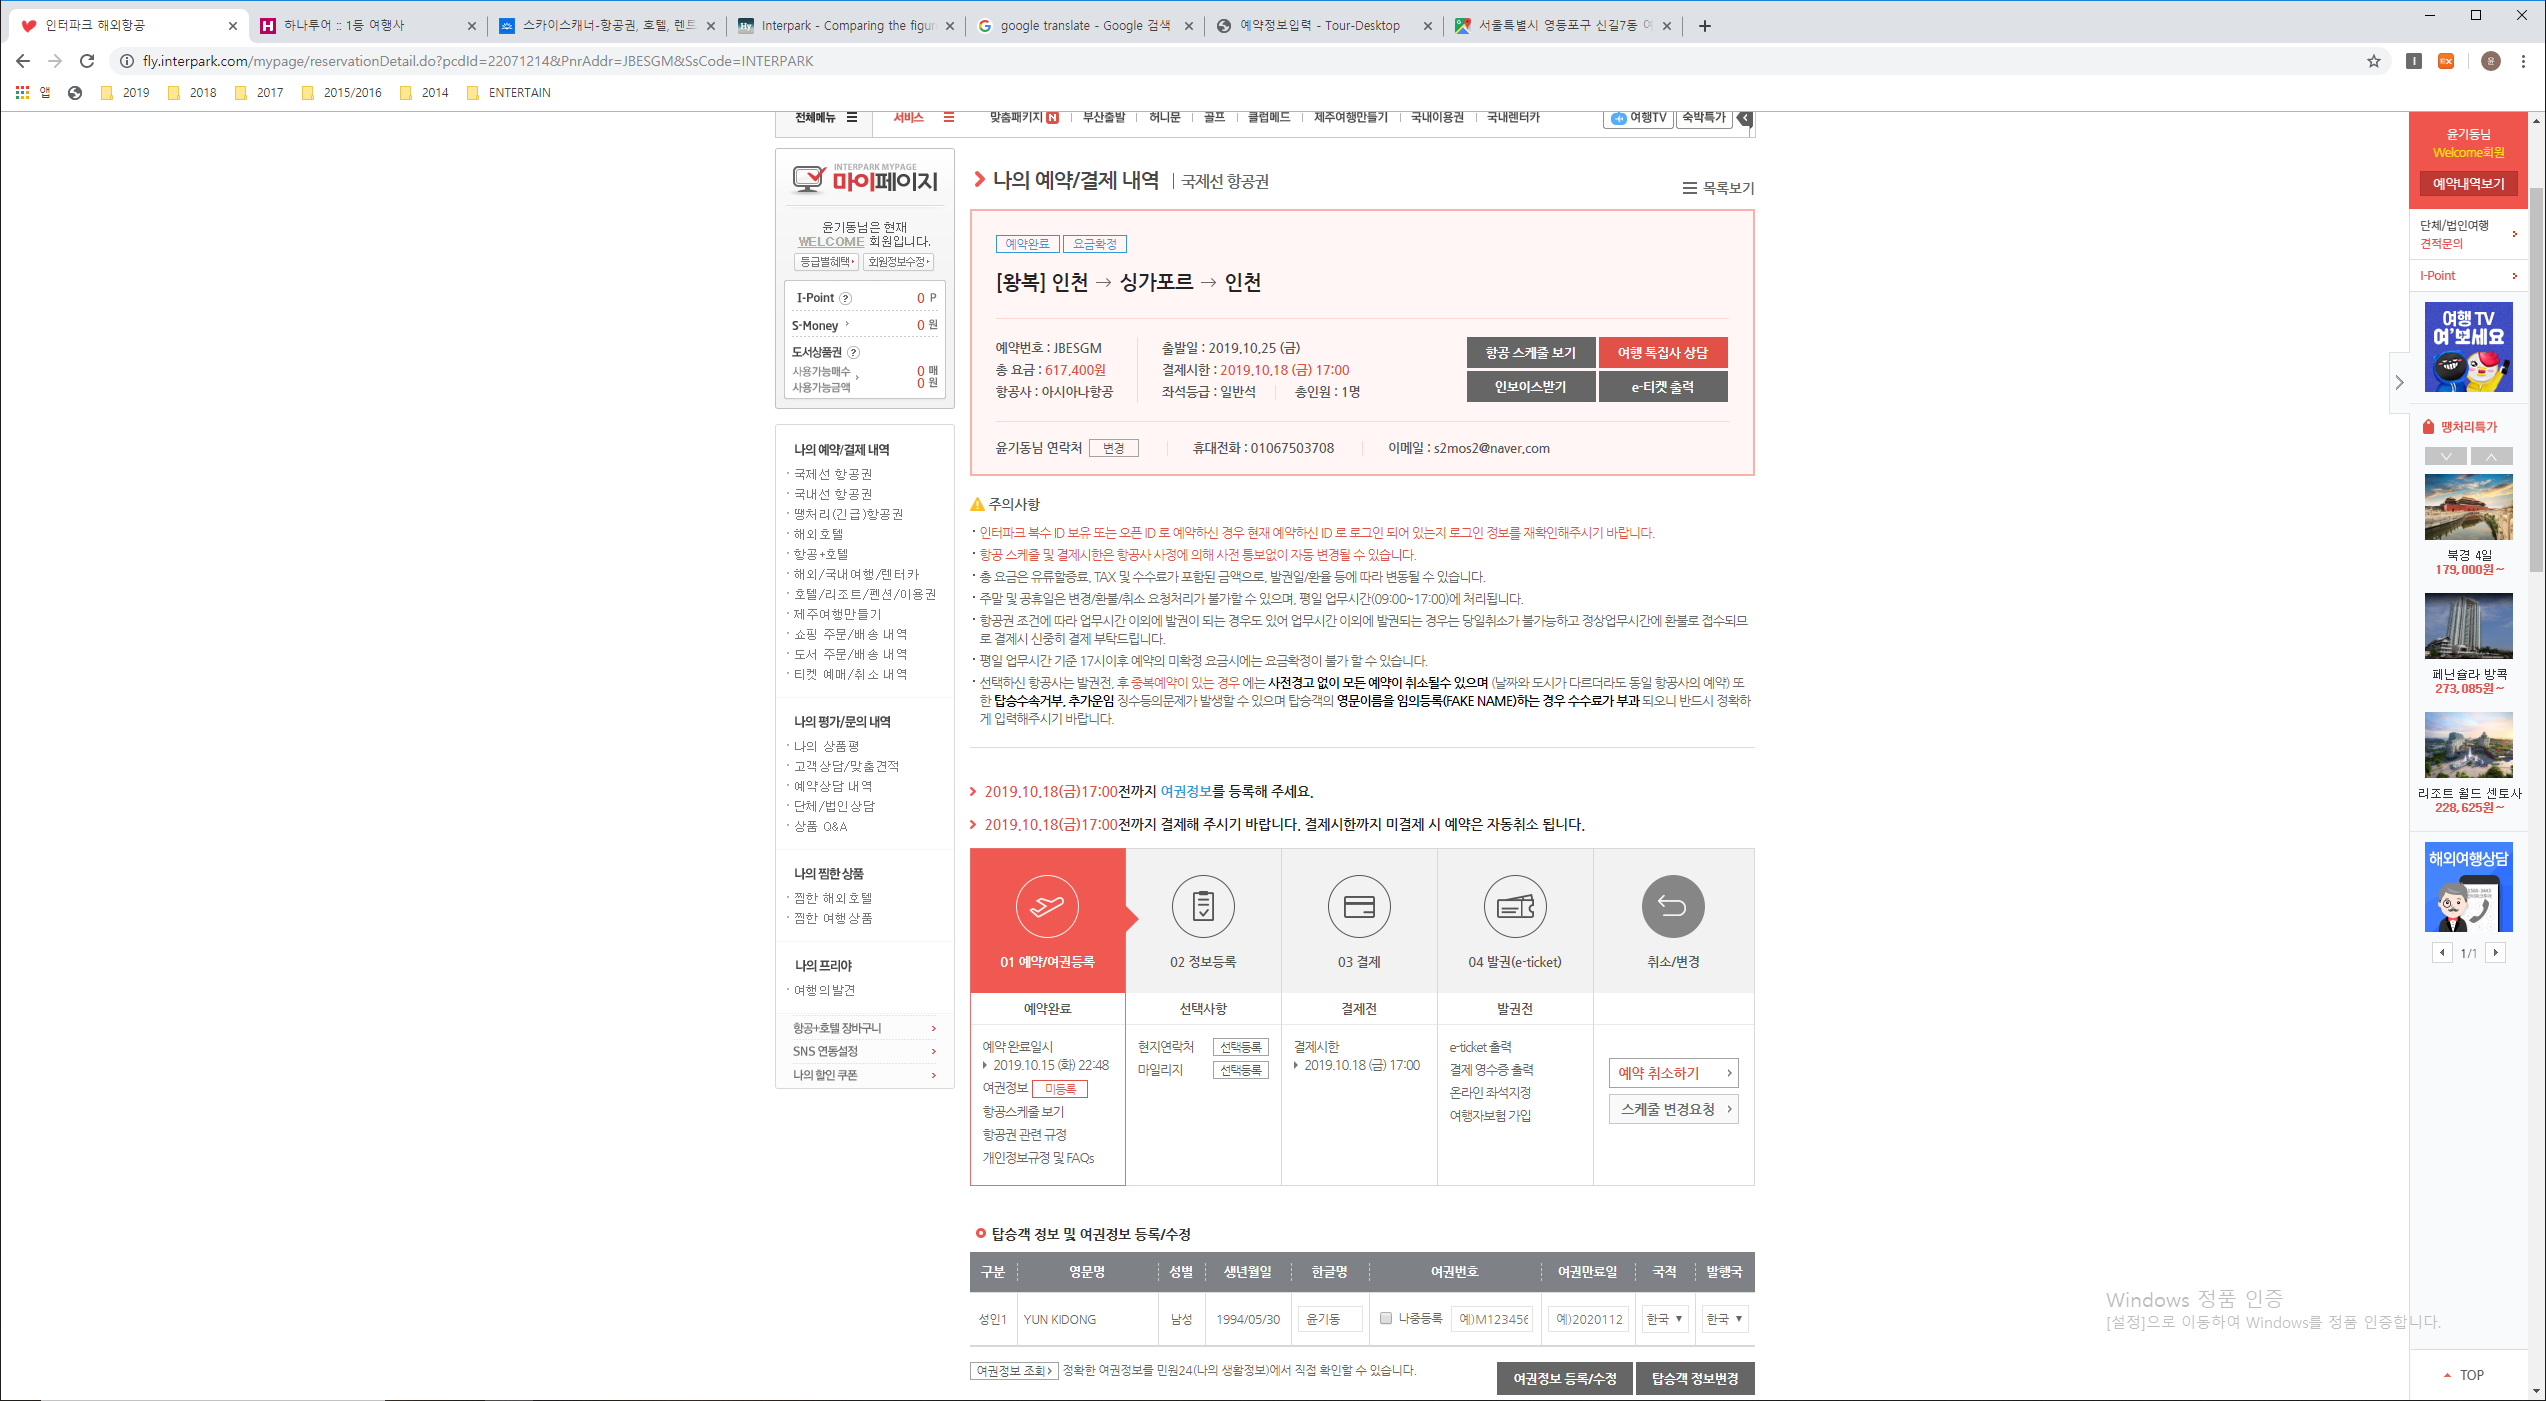 인터파크 해외항공
하나투어 :: 1등 여행사
스카이스캐너-항공권, 호텔, 렌트
Interpark - Comparing the figur
google translate - Google 검색
예약정보입력 - Tour-Desktop
서울특별시 영등포구 신길7동 여
fly.interpark.com/mypage/reservationDetail.do?pcdId=22071214&PnrAddr=JBESGM&SsCode=INTERPARK
앱 2019 2018 2017 2015/2016 2014 ENTERTAIN
전체메뉴 서비스 맞춤패키지 N 부산출발 허니문 골프 클럽메드 제주여행만들기 국내이용권 국내렌터카 여행TV 숙박특가
INTERPARK MYPAGE
마이페이지
윤기동님은 현재
WELCOME 회원입니다.
등급별혜택 회원정보수정
I-Point ? 0 P
S-Money 0 원
도서상품권 ?
사용가능매수 0 매
사용가능금액 0 원
나의 예약/결제 내역
국제선 항공권
국내선 항공권
땡처리(긴급)항공권
해외호텔
항공+호텔
해외/국내여행/렌터카
호텔/리조트/펜션/이용권
제주여행만들기
쇼핑 주문/배송 내역
도서 주문/배송 내역
티켓 예매/취소 내역
나의 평가/문의 내역
나의 상품평
고객상담/맞춤견적
예약상담 내역
단체/법인상담
상품 Q&A
나의 찜한 상품
찜한 해외호텔
찜한 여행상품
나의 프리야
여행의발견
항공+호텔 장바구니
SNS 연동설정
나의 할인 쿠폰
나의 예약/결제 내역 | 국제선 항공권
목록보기
예약완료 요금확정
[왕복] 인천 → 싱가포르 → 인천
예약번호 : JBESGM 출발일 : 2019.10.25 (금)
총 요금 : 617,400원 결제시한 : 2019.10.18 (금) 17:00
항공사 : 아시아나항공 좌석등급 : 일반석 총인원 : 1명
항공 스케줄 보기 여행 톡집사 상담
인보이스받기 e-티켓 출력
윤기동님 연락처 변경 휴대전화 : 01067503708 이메일 : s2mos2@naver.com
주의사항
인터파크 복수 ID 보유 또는 오픈 ID 로 예약하신 경우 현재 예약하신 ID 로 로그인 되어 있는지 로그인 정보를 재확인해주시기 바랍니다.
항공 스케줄 및 결제시한은 항공사 사정에 의해 사전 통보없이 자동 변경될 수 있습니다.
총 요금은 유류할증료, TAX 및 수수료가 포함된 금액으로, 발권일/환율 등에 따라 변동될 수 있습니다.
주말 및 공휴일은 변경/환불/취소 요청처리가 불가할 수 있으며, 평일 업무시간(09:00~17:00)에 처리됩니다.
항공권 조건에 따라 업무시간 이외에 발권이 되는 경우도 있어 업무시간 이외에 발권되는 경우는 당일취소가 불가능하고 정상업무시간에 환불로 접수되므
로 결제시 신중히 결제 부탁드립니다.
평일 업무시간 기준 17시이후 예약의 미확정 요금시에는 요금확정이 불가 할 수 있습니다.
선택하신 항공사는 발권전, 후 중복예약이 있는 경우 에는 사전경고 없이 모든 예약이 취소될수 있으며 (날짜와 도시가 다르더라도 동일 항공사의 예약) 또
한 탑승수속거부, 추가운임 징수등의문제가 발생할 수 있으며 탑승객의 영문이름을 임의등록(FAKE NAME)하는 경우 수수료가 부과 되오니 반드시 정확하
게 입력해주시기 바랍니다.
2019.10.18(금)17:00전까지 여권정보를 등록해 주세요.
2019.10.18(금)17:00전까지 결제해 주시기 바랍니다. 결제시한까지 미결제 시 예약은 자동취소 됩니다.
01 예약/여권등록 02 정보등록 03 결제 04 발권(e-ticket) 취소/변경
예약완료 선택사항 결제전 발권전
예약 완료일시
2019.10.15 (화) 22:48
여권정보 미등록
항공스케줄 보기
항공권 관련 규정
개인정보규정 및 FAQs
현지연락처 선택등록
마일리지 선택등록
결제시한
2019.10.18 (금) 17:00
e-ticket 출력
결제 영수증 출력
온라인 좌석지정
여행자보험 가입
예약 취소하기
스케줄 변경요청
탑승객 정보 및 여권정보 등록/수정
구분 영문명 성별 생년월일 한글명 여권번호 여권만료일 국적 발행국
성인1 YUN KIDONG 남성 1994/05/30 윤기동 나중등록 예)M123456 예)2020112 한국 한국
여권정보 조회 정확한 여권정보를 민원24(나의 생활정보)에서 직접 확인할 수 있습니다.
여권정보 등록/수정 탑승객 정보변경
윤기동님
Welcome회원
예약내역보기
단체/법인여행
견적문의
I-Point
여행 TV
여'보세요
땡처리특가
북경 4일
179,000원~
페닌슐라 방콕
273,085원~
리조트 월드 센토사
228,625원~
해외여행상담
1/1
Windows 정품 인증
[설정]으로 이동하여 Windows를 정품 인증합니다.
TOP